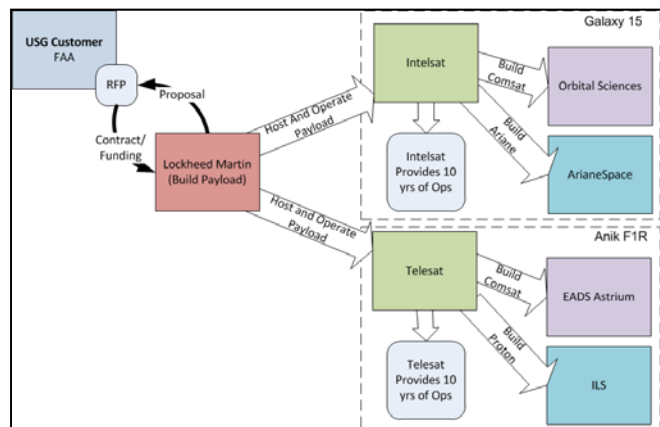 Galaxy 15
USG Customer
FAA
RFP
Proposal
Contract/
Funding
Lockheed Martin
(Build Payload)
Host And Operate
Payload
Intelsat
Build
Comsat
Orbital Sciences
Build
Ariane
ArianeSpace
Intelsat
Provides 10
yrs of Ops
Host and Operate
Payload
Anik F1R
Telesat
Build
Comsat
EADS Astrium
Build
Proton
ILS
Telesat
Provides 10
yrs of Ops